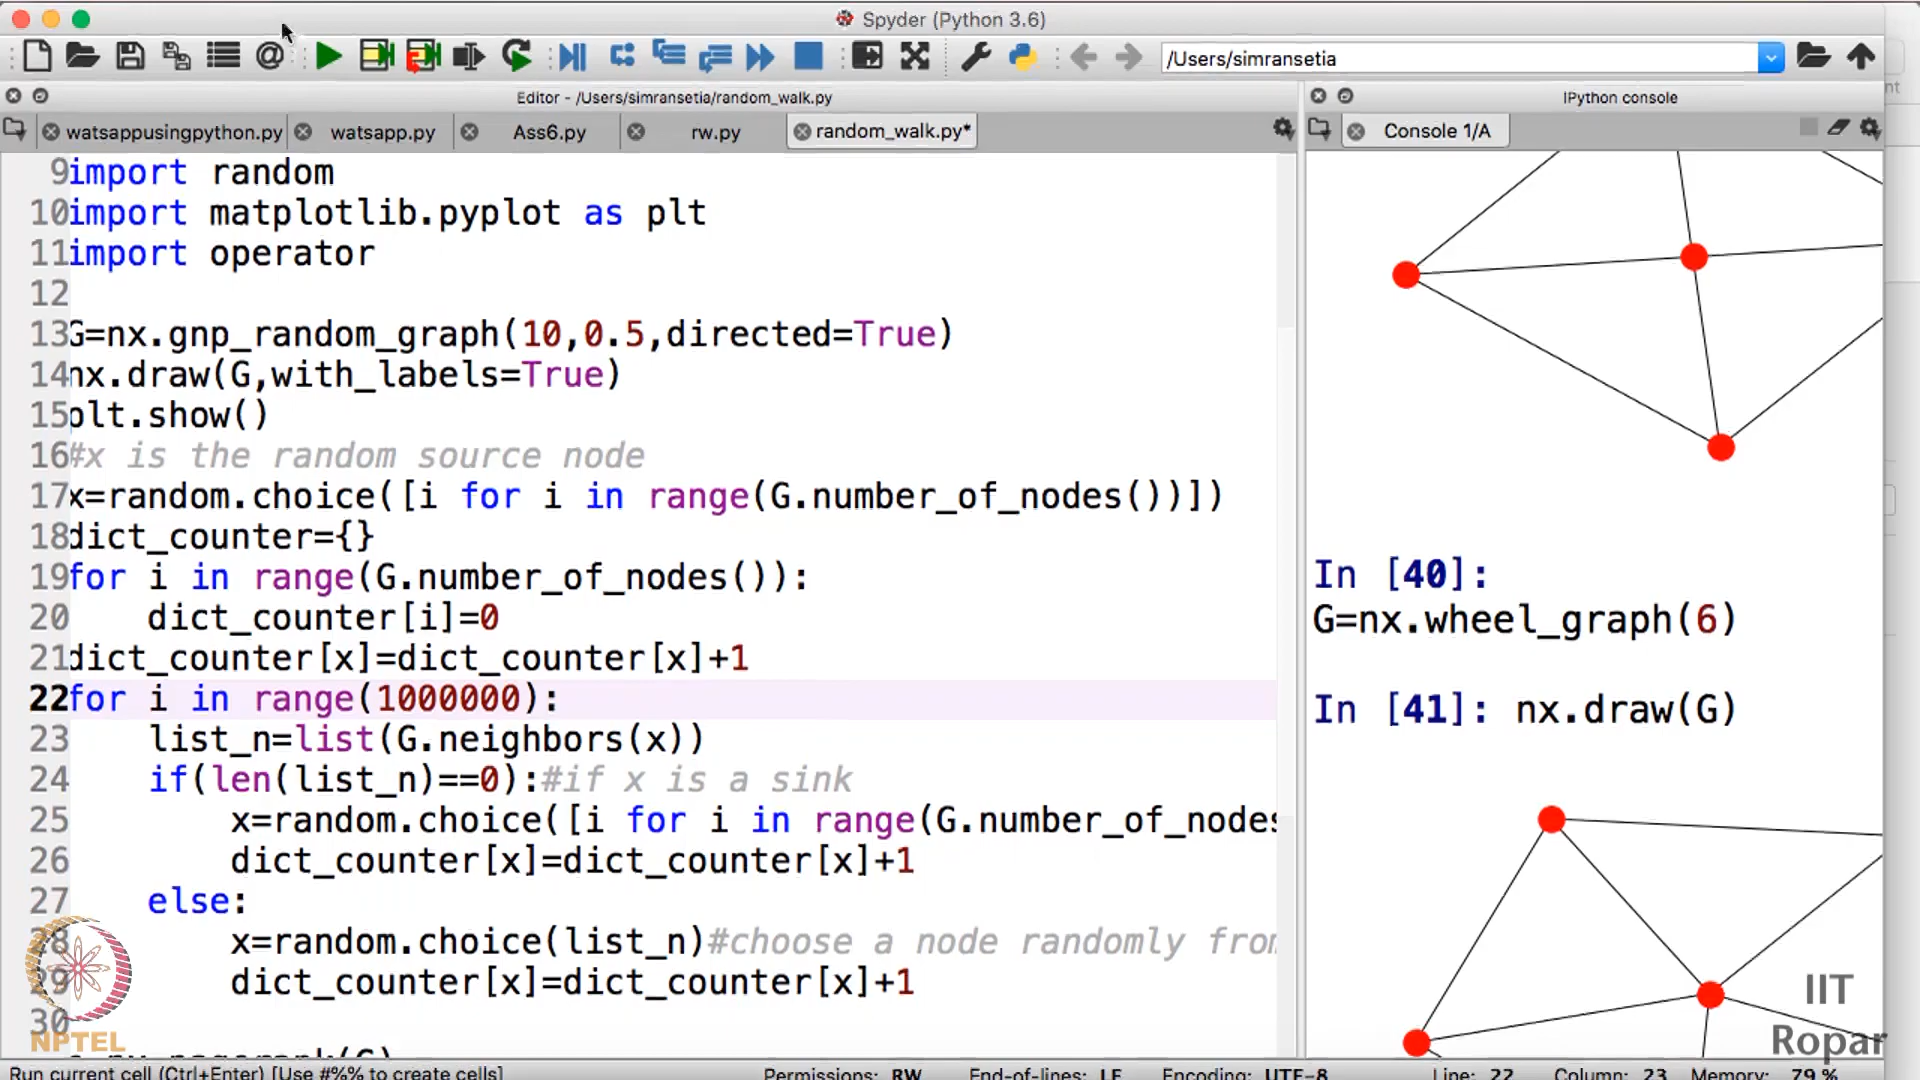 Spyder (Python 3.6)
/Users/simransetia
Editor - /Users/simransetia/random_walk.py
IPython console
watsappusingpython.py
watsapp.py
Ass6.py
rw.py
random_walk.py*
Console 1/A
9import random
10import matplotlib.pyplot as plt
11import operator
12
13G=nx.gnp_random_graph(10,0.5,directed=True)
14nx.draw(G,with_labels=True)
15plt.show()
16#x is the random source node
17x=random.choice([i for i in range(G.number_of_nodes())])
18dict_counter={}
19for i in range(G.number_of_nodes()):
20    dict_counter[i]=0
21dict_counter[x]=dict_counter[x]+1
22for i in range(1000000):
23    list_n=list(G.neighbors(x))
24    if(len(list_n)==0):#if x is a sink
25        x=random.choice([i for i in range(G.number_of_nodes
26        dict_counter[x]=dict_counter[x]+1
27    else:
28        x=random.choice(list_n)#choose a node randomly from
29        dict_counter[x]=dict_counter[x]+1
30
In [40]:
G=nx.wheel_graph(6)
In [41]: nx.draw(G)
NPTEL
IIT
Ropar
Run current cell (Ctrl+Enter) [Use #%% to create cells]
Permissions: RW
End-of-lines: LF
Encoding: UTF-8
Line: 22
Column: 23
Memory: 79 %